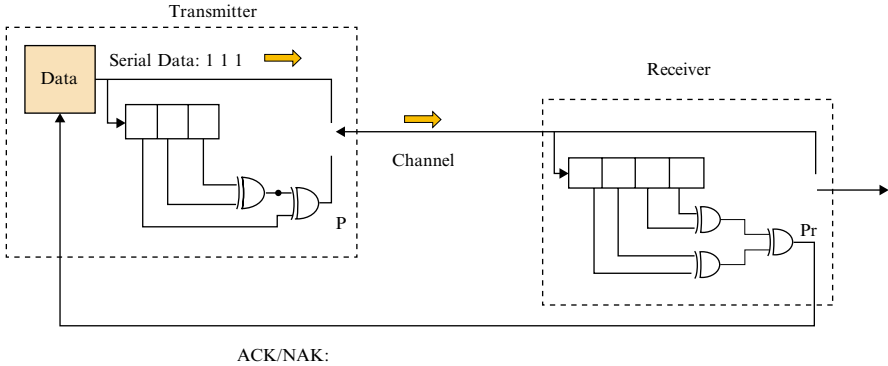 Transmitter
Serial Data: 1 1 1
Data
Receiver
Channel
P
Pr
ACK/NAK: